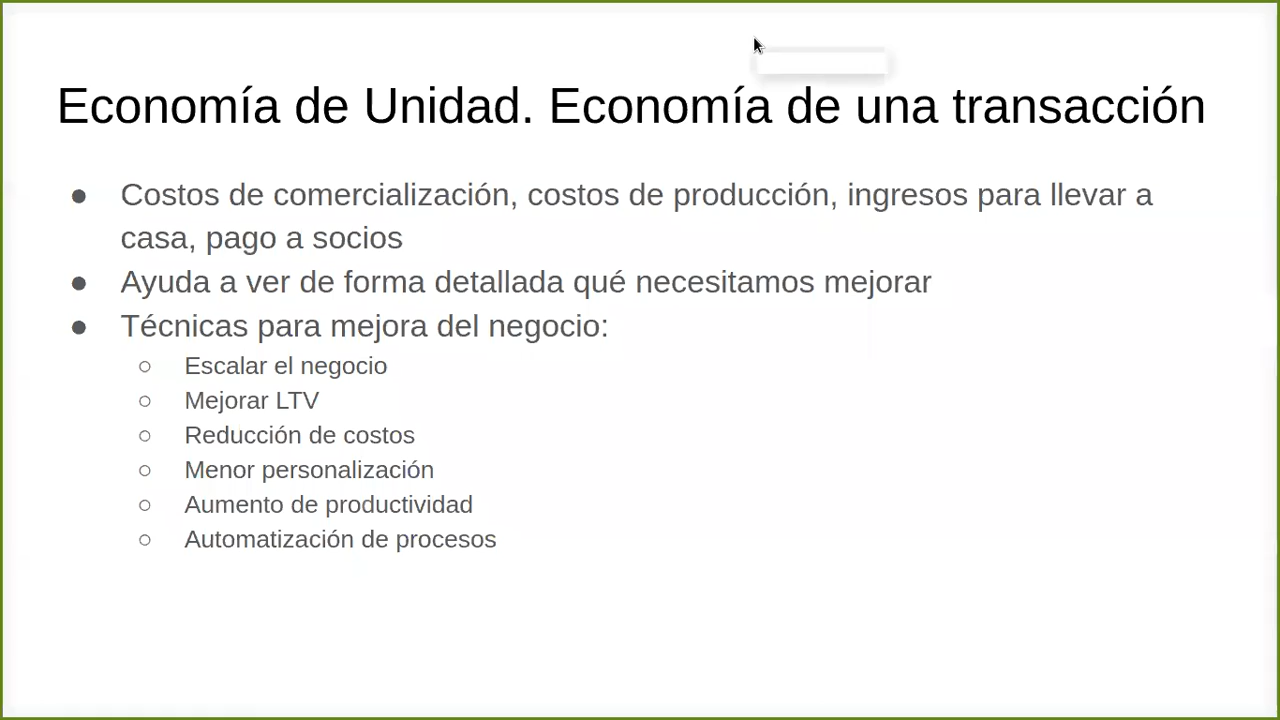 Economía de Unidad. Economía de una transacción
● Costos de comercialización, costos de producción, ingresos para llevar a
casa, pago a socios
● Ayuda a ver de forma detallada qué necesitamos mejorar
● Técnicas para mejora del negocio:
○ Escalar el negocio
○ Mejorar LTV
○ Reducción de costos
○ Menor personalización
○ Aumento de productividad
○ Automatización de procesos